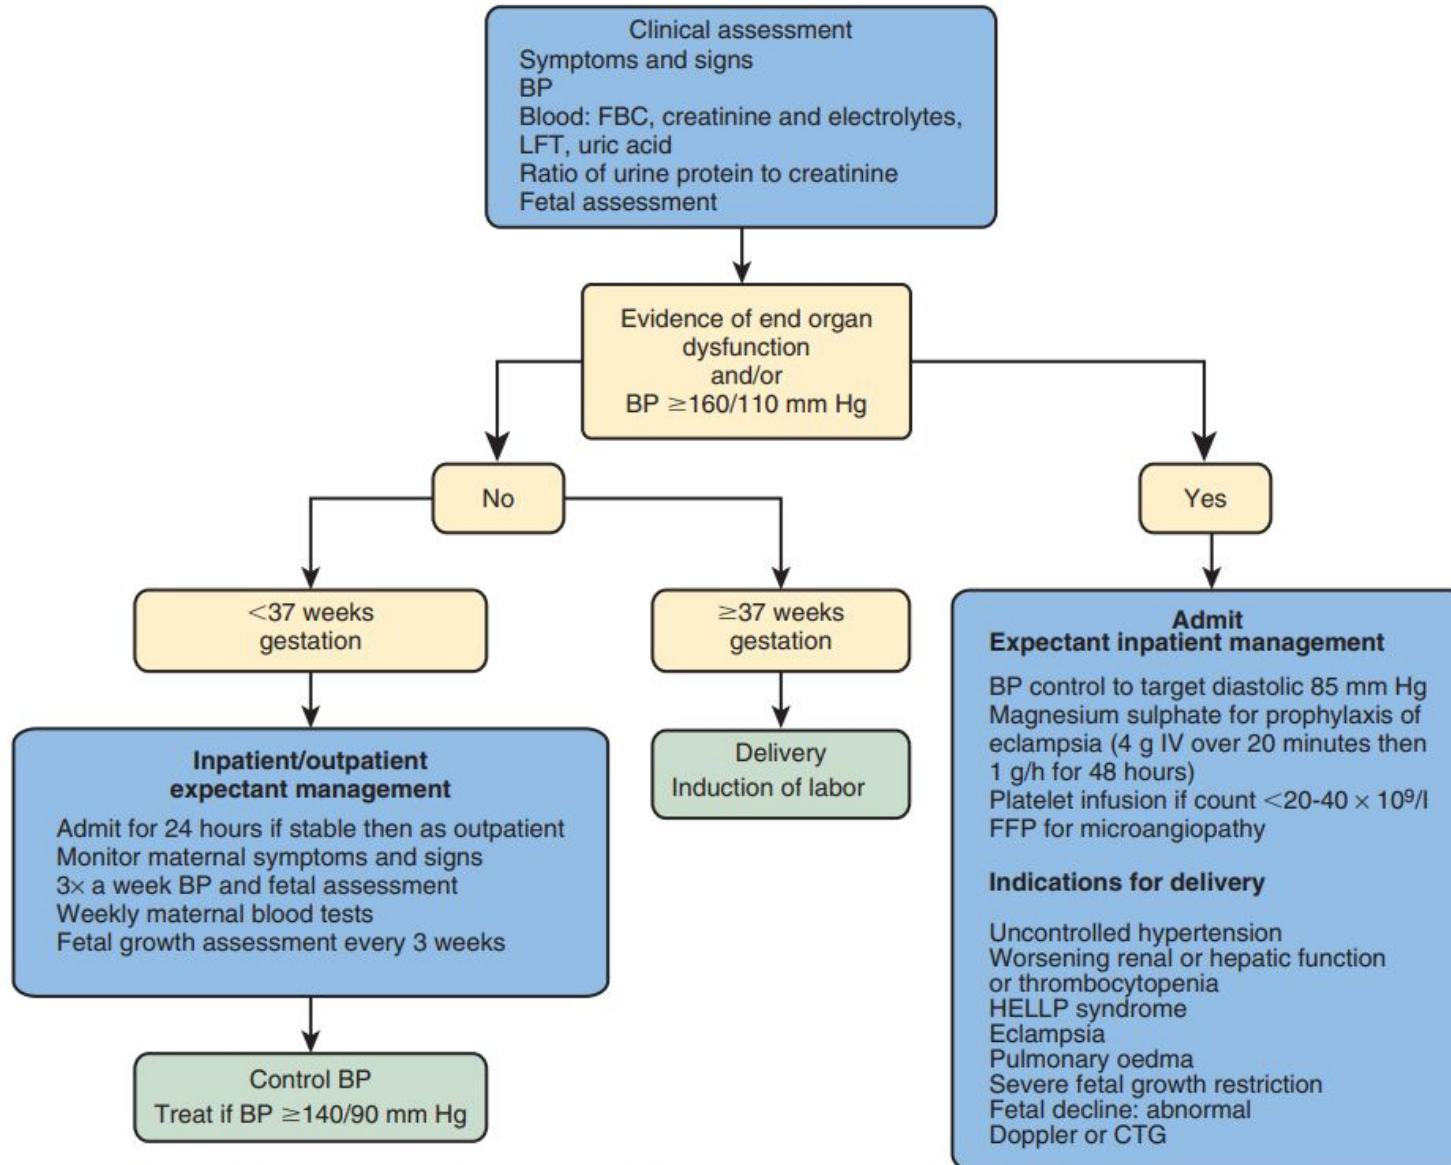 Clinical assessment
Symptoms and signs
BP
Blood: FBC, creatinine and electrolytes,
LFT, uric acid
Ratio of urine protein to creatinine
Fetal assessment
Evidence of end organ
dysfunction
and/or
BP ≥160/110 mm Hg
No
Yes
<37 weeks
gestation
≥37 weeks
gestation
Inpatient/outpatient
expectant management
Admit for 24 hours if stable then as outpatient
Monitor maternal symptoms and signs
3× a week BP and fetal assessment
Weekly maternal blood tests
Fetal growth assessment every 3 weeks
Control BP
Treat if BP ≥140/90 mm Hg
Delivery
Induction of labor
Admit
Expectant inpatient management
BP control to target diastolic 85 mm Hg
Magnesium sulphate for prophylaxis of
eclampsia (4 g IV over 20 minutes then
1 g/h for 48 hours)
Platelet infusion if count <20-40 × 10⁹/l
FFP for microangiopathy
Indications for delivery
Uncontrolled hypertension
Worsening renal or hepatic function
or thrombocytopenia
HELLP syndrome
Eclampsia
Pulmonary oedma
Severe fetal growth restriction
Fetal decline: abnormal
Doppler or CTG